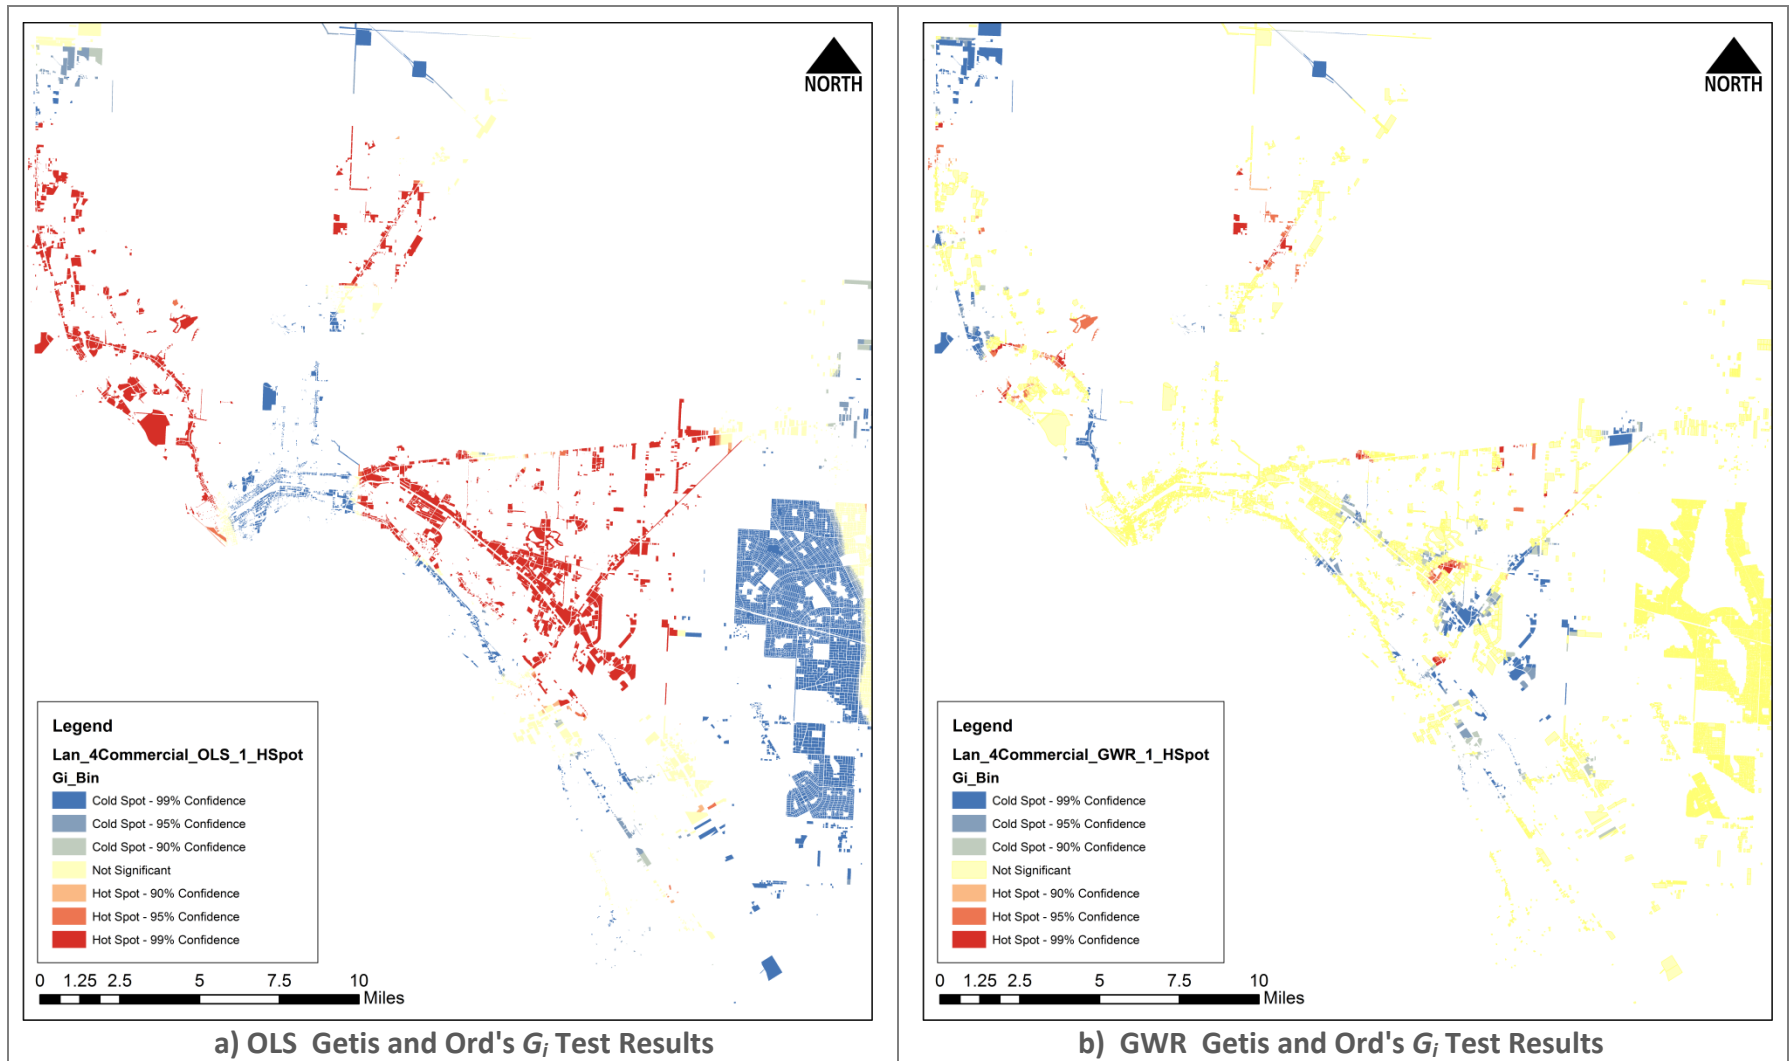 NORTH
Legend
Lan_4Commercial_OLS_1_HSpot
Gi_Bin
Cold Spot - 99% Confidence
Cold Spot - 95% Confidence
Cold Spot - 90% Confidence
Not Significant
Hot Spot - 90% Confidence
Hot Spot - 95% Confidence
Hot Spot - 99% Confidence
0 1.25 2.5 5 7.5 10
Miles
a) OLS Getis and Ord's Gi Test Results
NORTH
Legend
Lan_4Commercial_GWR_1_HSpot
Gi_Bin
Cold Spot - 99% Confidence
Cold Spot - 95% Confidence
Cold Spot - 90% Confidence
Not Significant
Hot Spot - 90% Confidence
Hot Spot - 95% Confidence
Hot Spot - 99% Confidence
0 1.25 2.5 5 7.5 10
Miles
b) GWR Getis and Ord's Gi Test Results